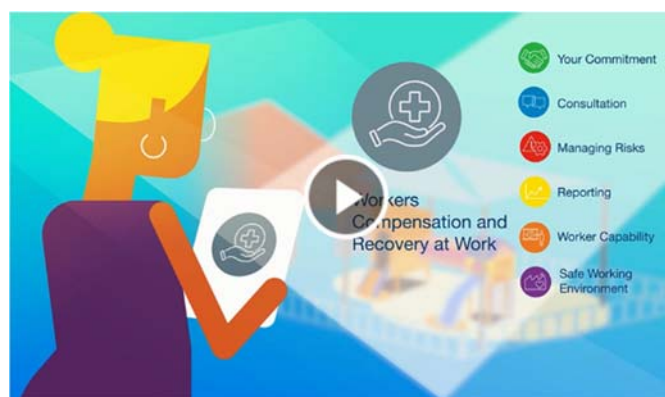 Workers
Compensation and
Recovery at Work
Your Commitment
Consultation
Managing Risks
Reporting
Worker Capability
Safe Working
Environment